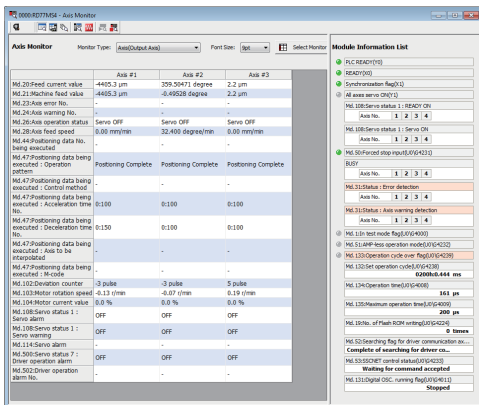 0000:RD77MS4 - Axis Monitor
Axis Monitor
Monitor Type: Axis(Output Axis)
Font Size: 9pt
Select Monitor
Axis #1 Axis #2 Axis #3
Md.20:Feed current value -4405.3 μm 359.50471 degree 2.2 μm
Md.21:Machine feed value -4405.3 μm -0.49528 degree 2.2 μm
Md.23:Axis error No. - - -
Md.24:Axis warning No. - - -
Md.26:Axis operation status Servo OFF Servo OFF Servo OFF
Md.28:Axis feed speed 0.00 mm/min 32.400 degree/min 0.00 mm/min
Md.44:Positioning data No.
being executed - - -
Md.47:Positioning data being
executed : Operation
pattern Positioning Complete Positioning Complete Positioning Complete
Md.47:Positioning data being
executed : Control method - - -
Md.47:Positioning data being
executed : Acceleration time
No. 0:100 0:100 0:100
Md.47:Positioning data being
executed : Deceleration time
No. 0:150 0:100 0:100
Md.47:Positioning data being
executed : Axis to be
interpolated - - -
Md.47:Positioning data being
executed : M-code - - -
Md.102:Deviation counter -3 pulse -3 pulse 5 pulse
Md.103:Motor rotation speed -0.13 r/min -0.07 r/min 0.19 r/min
Md.104:Motor current value 0.0 % 0.0 % 0.0 %
Md.108:Servo status 1 :
Servo alarm OFF OFF OFF
Md.108:Servo status 1 :
Servo warning OFF OFF OFF
Md.114:Servo alarm - - -
Md.500:Servo status 7 :
Driver operation alarm OFF OFF OFF
Md.502:Driver operation
alarm No. - - -
Module Information List
PLC READY(Y0)
READY(X0)
Synchronization flag(X1)
All axes servo ON(Y1)
Md.108:Servo status 1 : READY ON
Axis No. 1 2 3 4
Md.108:Servo status 1 : Servo ON
Axis No. 1 2 3 4
Md.50:Forced stop input(U0\G4231)
BUSY
Axis No. 1 2 3 4
Md.31:Status : Error detection
Axis No. 1 2 3 4
Md.31:Status : Axis warning detection
Axis No. 1 2 3 4
Md.1:In test mode flag(U0\G4000)
Md.51:AMP-less operation mode(U0\G4232)
Md.133:Operation cycle over flag(U0\G4239)
Md.132:Set operation cycle(U0\G4238)
0200h:0.444 ms
Md.134:Operation time(U0\G4008)
161 μs
Md.135:Maximum operation time(U0\G4009)
200 μs
Md.19:No. of Flash ROM writing(U0\G4224)
0 times
Md.52:Searching flag for driver communication ax...
Complete of searching for driver co...
Md.53:SSCNET control status(U0\G4233)
Waiting for command accepted
Md.131:Digital OSC. running flag(U0\G4011)
Stopped